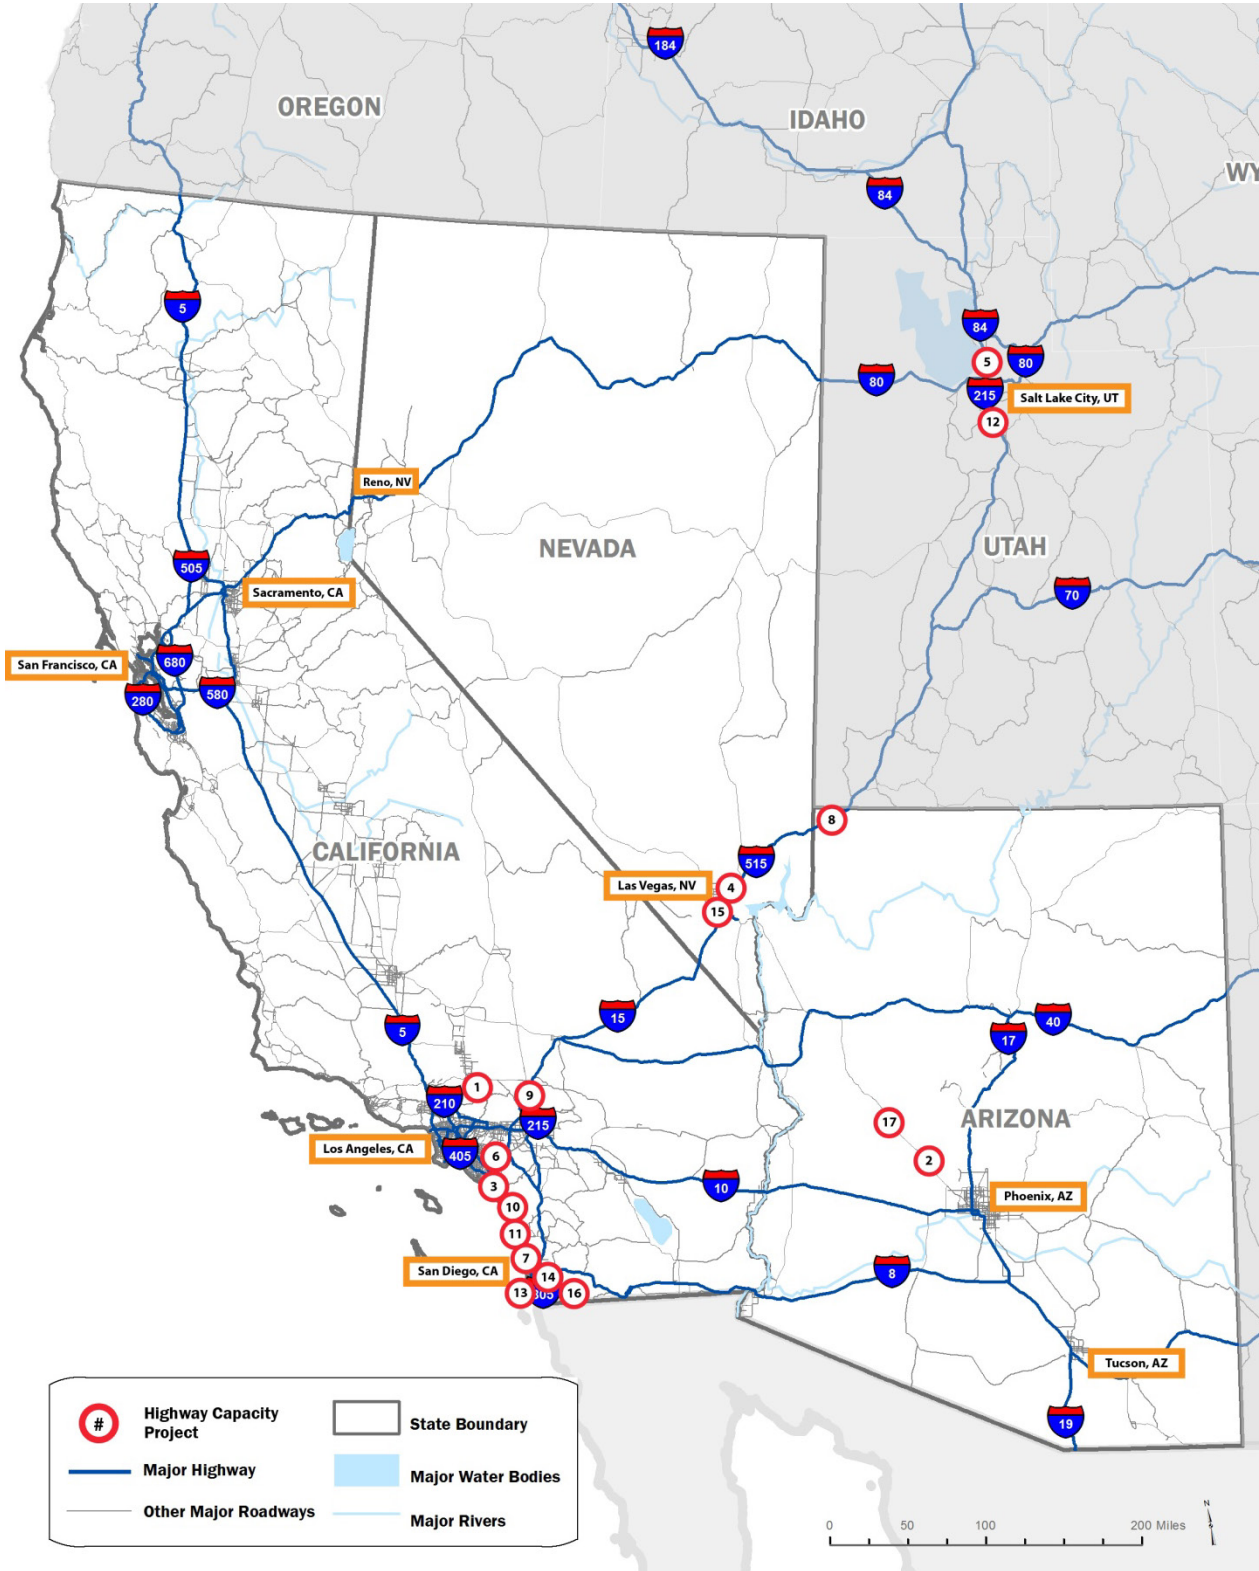 184
OREGON
IDAHO
WY
84
5
84
5
80
80
215
Salt Lake City, UT
12
Reno, NV
NEVADA
UTAH
505
Sacramento, CA
70
San Francisco, CA
680
280
580
8
CALIFORNIA
515
Las Vegas, NV
4
15
15
5
40
17
1
9
210
215
17
ARIZONA
Los Angeles, CA
405
6
2
3
10
Phoenix, AZ
10
11
7
San Diego, CA
8
14
13
305
16
Tucson, AZ
19
#
Highway Capacity
Project
State Boundary
Major Highway
Major Water Bodies
Other Major Roadways
Major Rivers
N
0
50
100
200 Miles